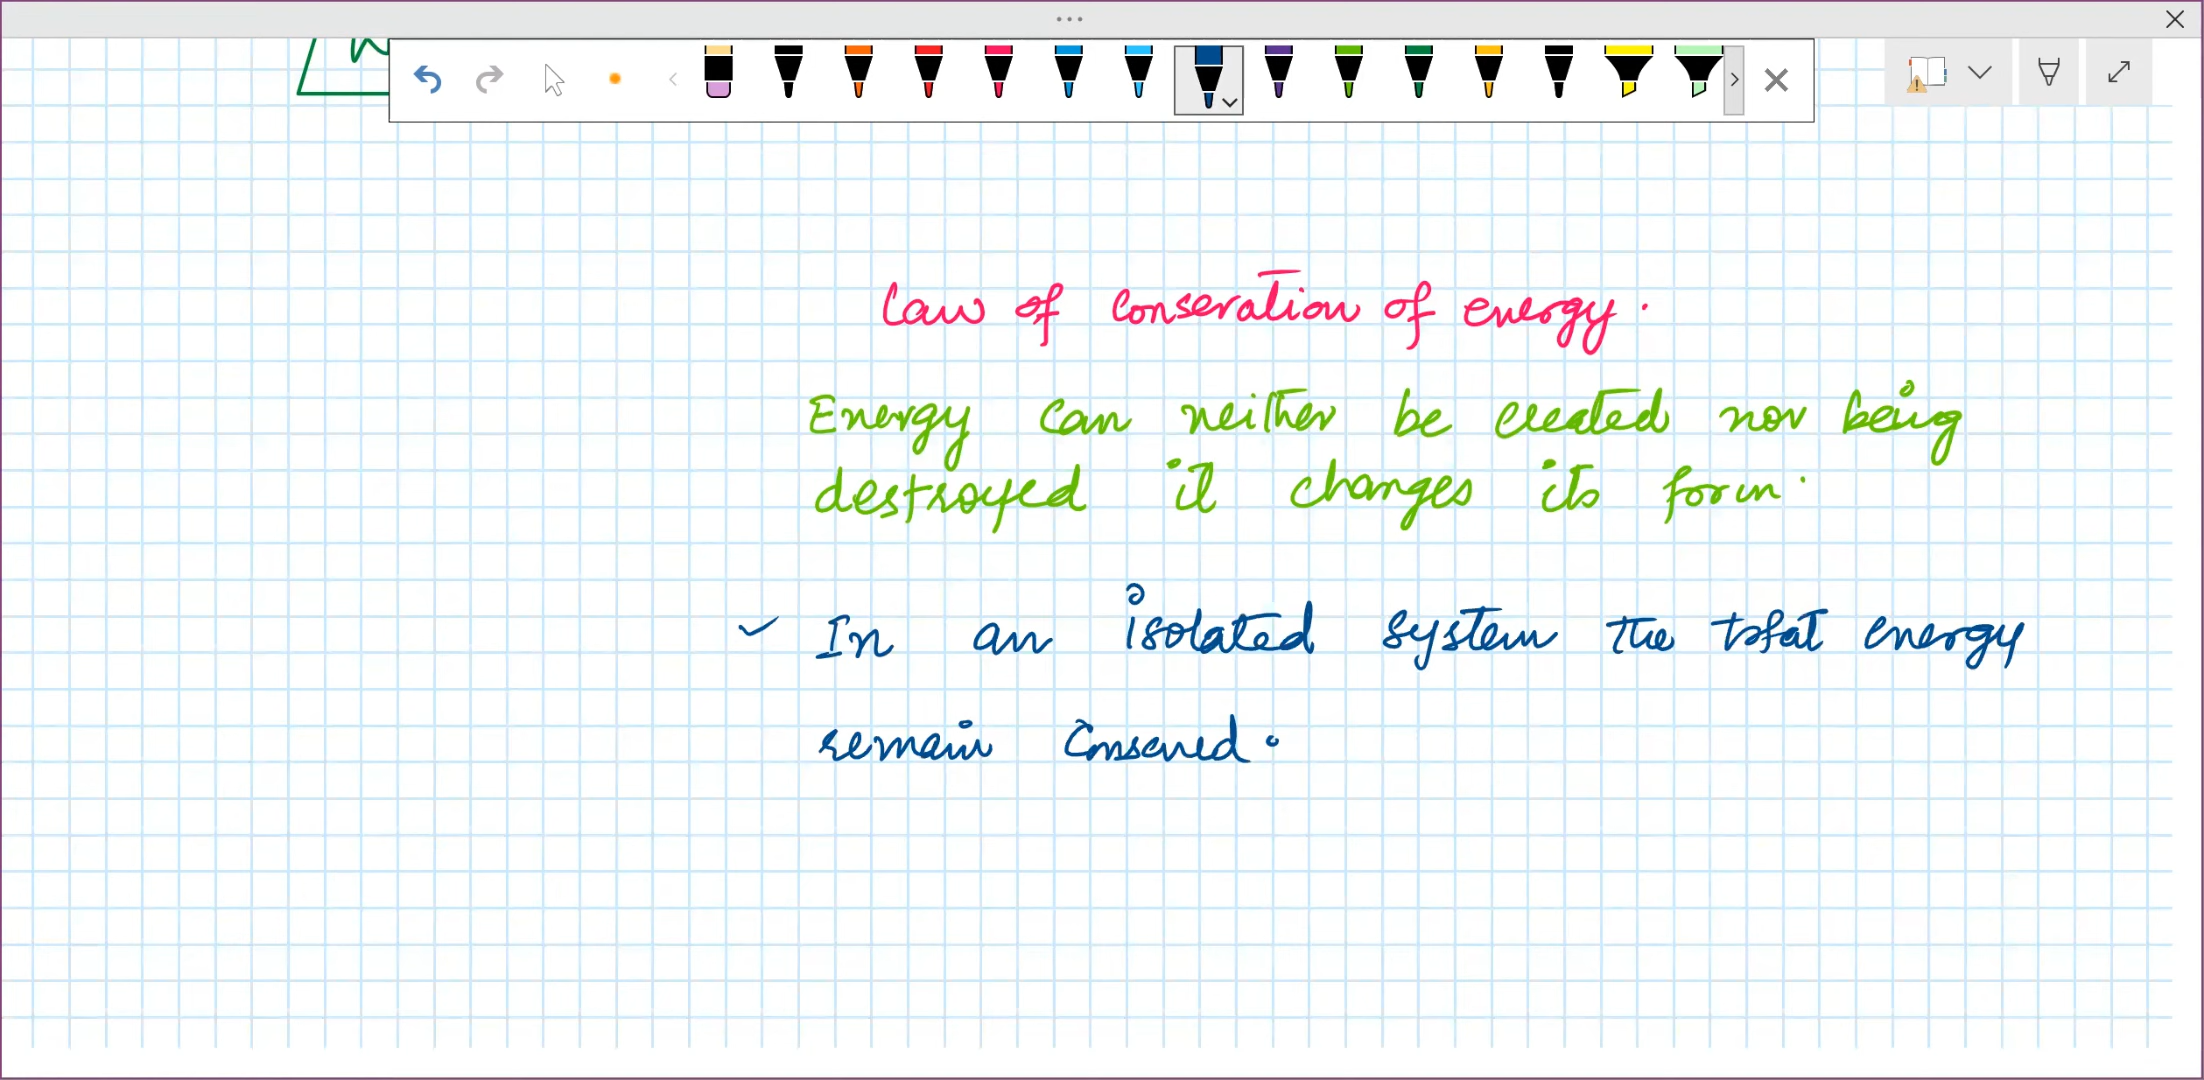 Law of conseration of energy.
Energy can neither be created nor being
destroyed it changes its form.
In an isolated system the total energy
remain Conserved.